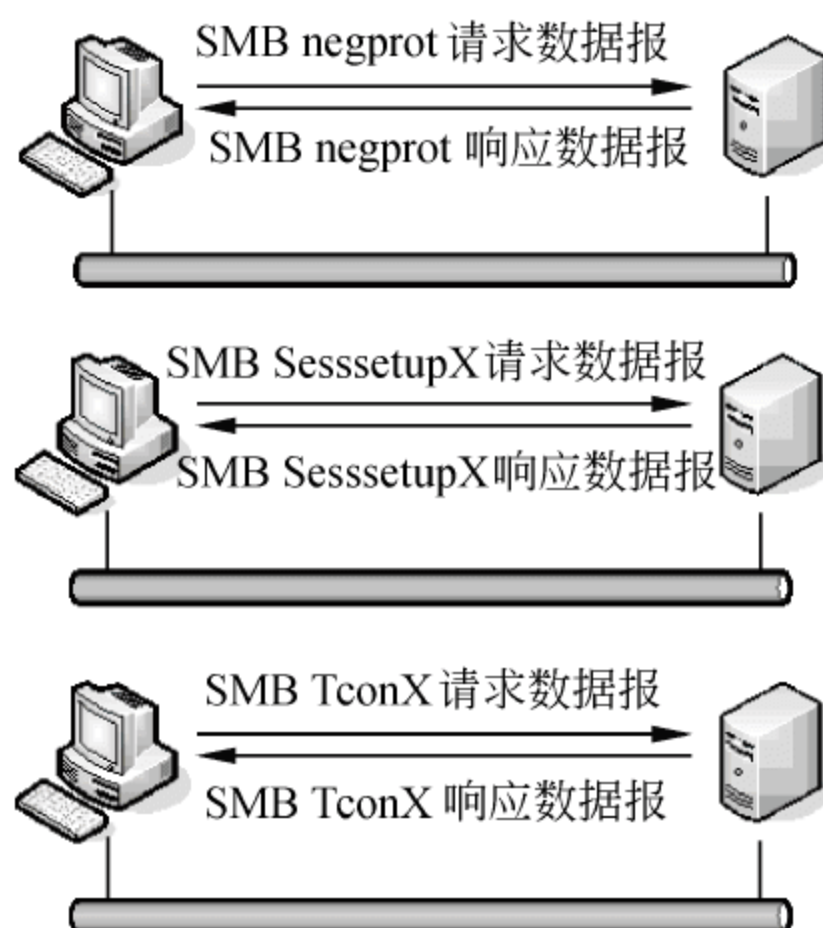 SMB negprot 请求数据报
SMB negprot 响应数据报
SMB SesssetupX请求数据报
SMB SesssetupX响应数据报
SMB TconX 请求数据报
SMB TconX 响应数据报